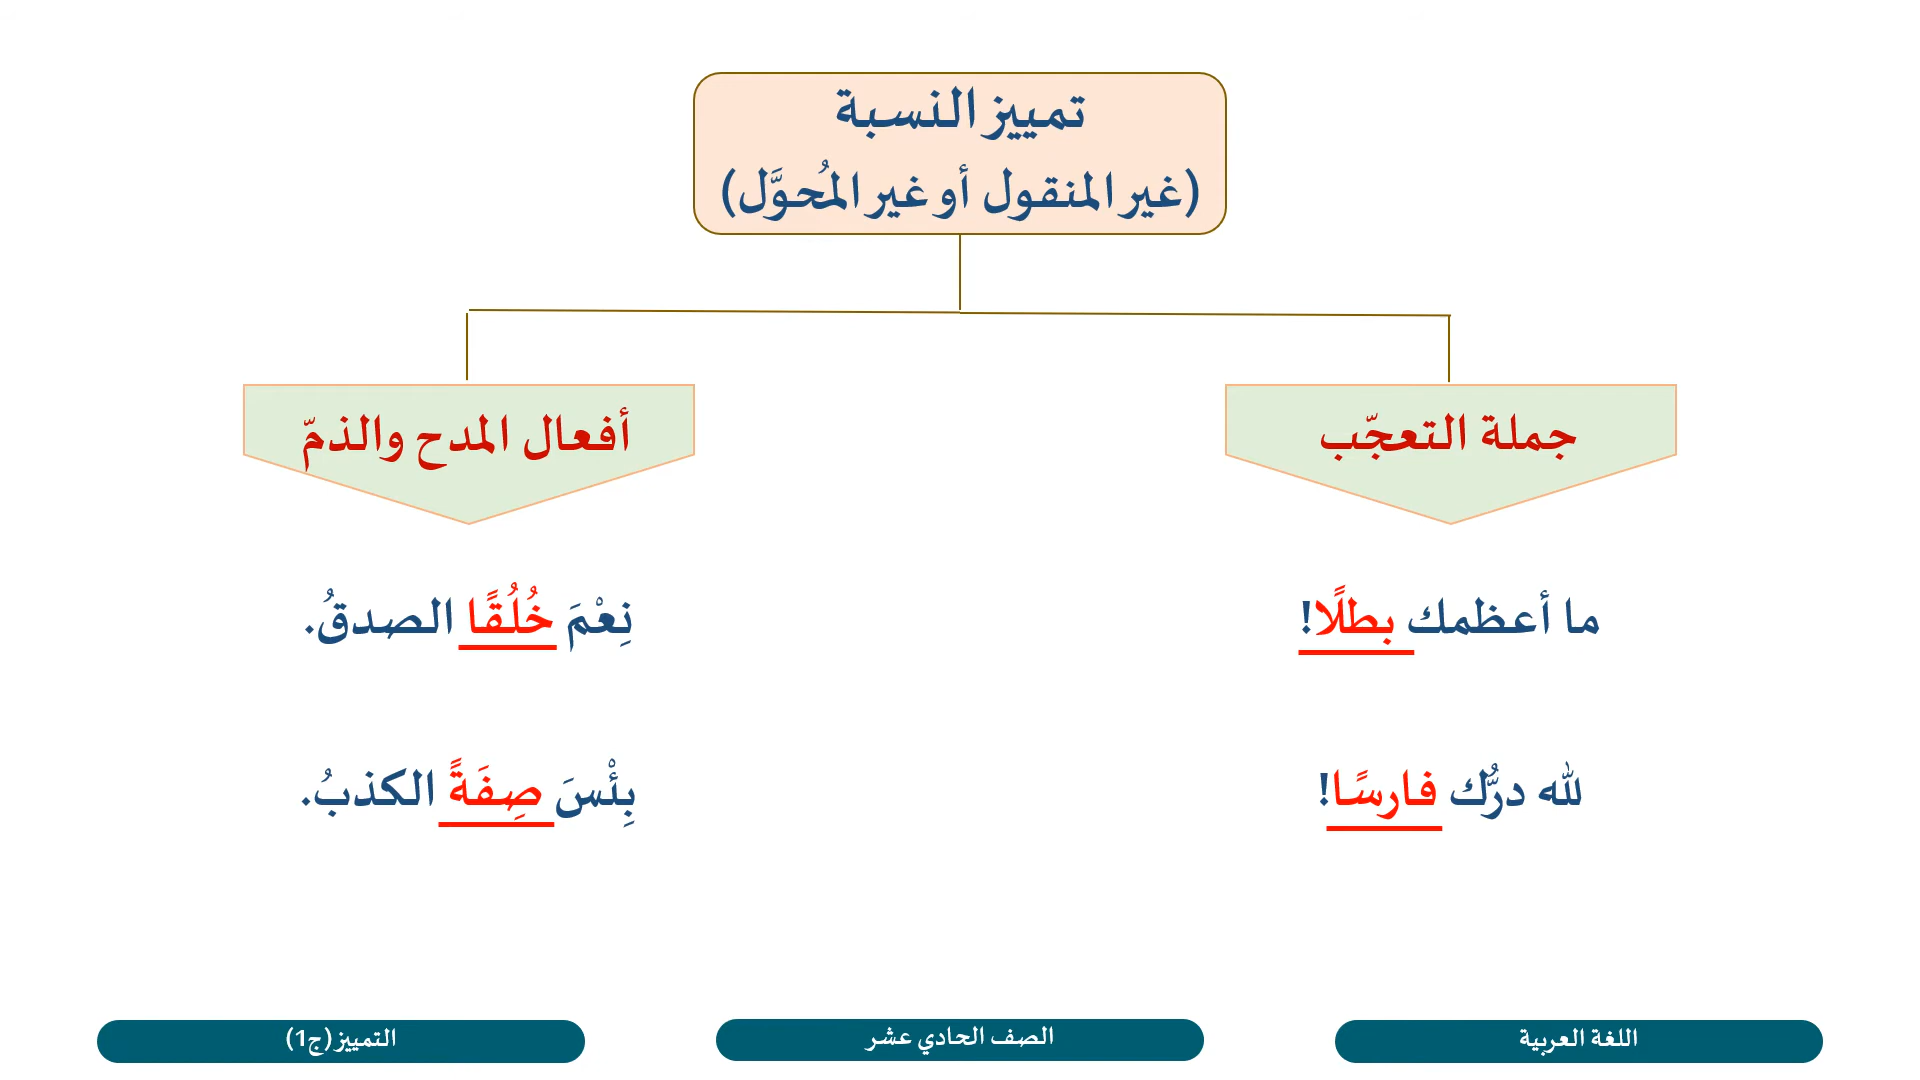 تمييز النسبة
(غير المنقول أو غير المُحوَّل)
جملة التعجّب
أفعال المدح والذمّ
ما أعظمك بطلًا!
نِعْمَ خُلُقًا الصدقُ.
لله درُّك فارسًا!
بِئْسَ صِفَةً الكذبُ.
اللغة العربية
الصف الحادي عشر
التمييز (ج1)